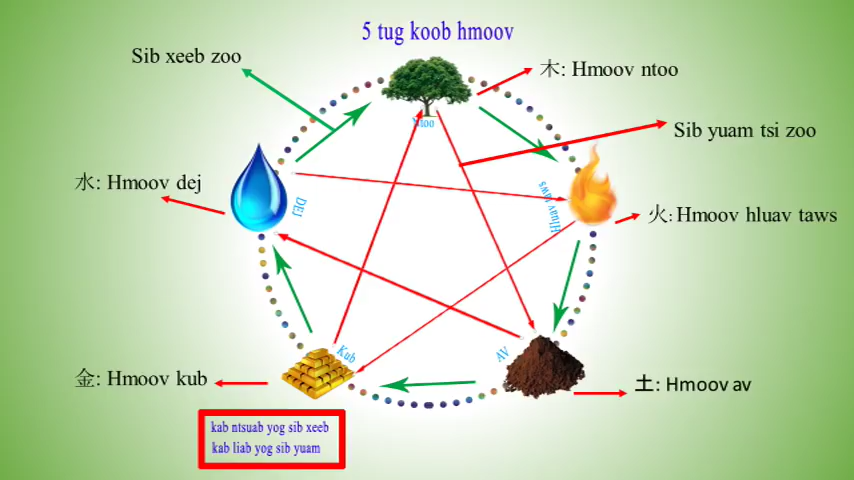 5 tug koob hmoov
Sib xeeb zoo
木: Hmoov ntoo
Ntoo
Sib yuam tsi zoo
水: Hmoov dej
DEJ
Hluav taws
火: Hmoov hluav taws
Kub
AV
金: Hmoov kub
土: Hmoov av
kab ntsuab yog sib xeeb
kab liab yog sib yuam